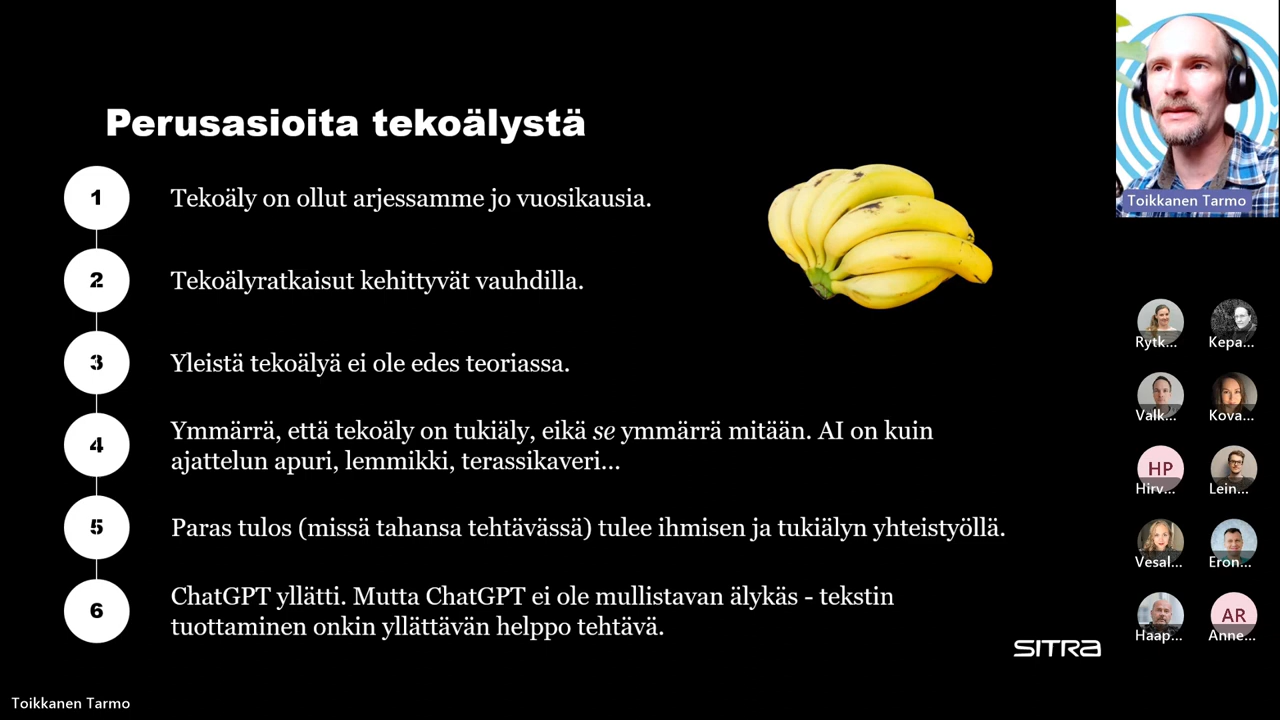 Perusasioita tekoälystä
1
Tekoäly on ollut arjessamme jo vuosikausia.
2
Tekoälyratkaisut kehittyvät vauhdilla.
3
Yleistä tekoälyä ei ole edes teoriassa.
4
Ymmärrä, että tekoäly on tukiäly, eikä se ymmärrä mitään. AI on kuin
ajattelun apuri, lemmikki, terassikaveri...
5
Paras tulos (missä tahansa tehtävässä) tulee ihmisen ja tukiälyn yhteistyöllä.
6
ChatGPT yllätti. Mutta ChatGPT ei ole mullistavan älykäs - tekstin
tuottaminen onkin yllättävän helppo tehtävä.
SITRA
Toikkanen Tarmo
Toikkanen Tarmo
Rytk... Kepa...
Valk... Kova...
HP
Hirv... Lein...
Vesal... Eron...
AR
Haap... Anne...